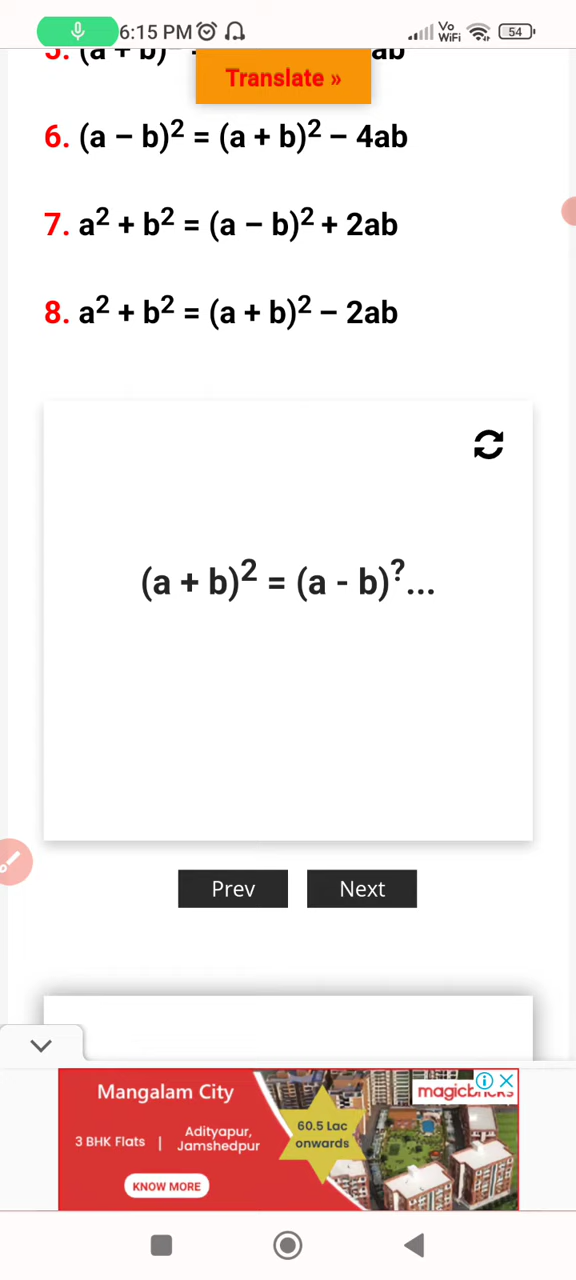 6:15 PM
Vo
WiFi
54
Translate »
6. (a – b)² = (a + b)² – 4ab
7. a² + b² = (a – b)² + 2ab
8. a² + b² = (a + b)² – 2ab
(a + b)² = (a - b)?...
Prev
Next
Mangalam City
3 BHK Flats | Adityapur, Jamshedpur
60.5 Lac
onwards
KNOW MORE